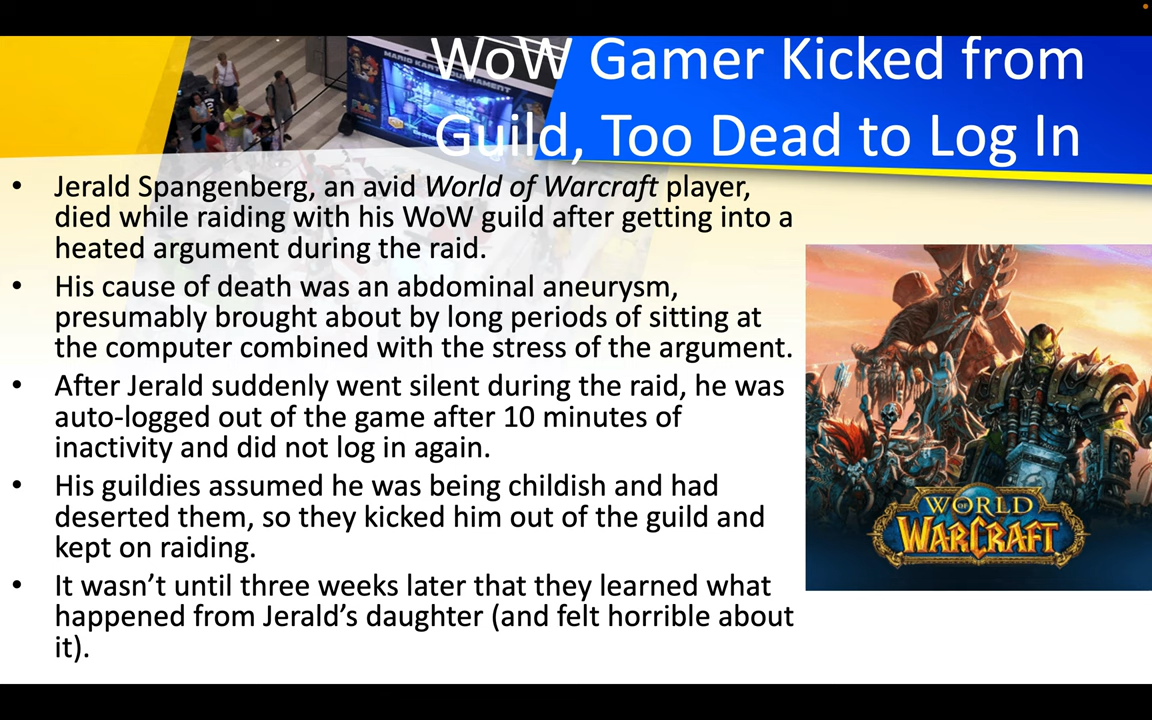 MARIO KART TOURNAMENT
WoW Gamer Kicked from
Guild, Too Dead to Log In
• Jerald Spangenberg, an avid World of Warcraft player,
died while raiding with his WoW guild after getting into a
heated argument during the raid.
• His cause of death was an abdominal aneurysm,
presumably brought about by long periods of sitting at
the computer combined with the stress of the argument.
• After Jerald suddenly went silent during the raid, he was
auto-logged out of the game after 10 minutes of
inactivity and did not log in again.
• His guildies assumed he was being childish and had
deserted them, so they kicked him out of the guild and
kept on raiding.
• It wasn’t until three weeks later that they learned what
happened from Jerald’s daughter (and felt horrible about
it).
WORLD
OF
WARCRAFT